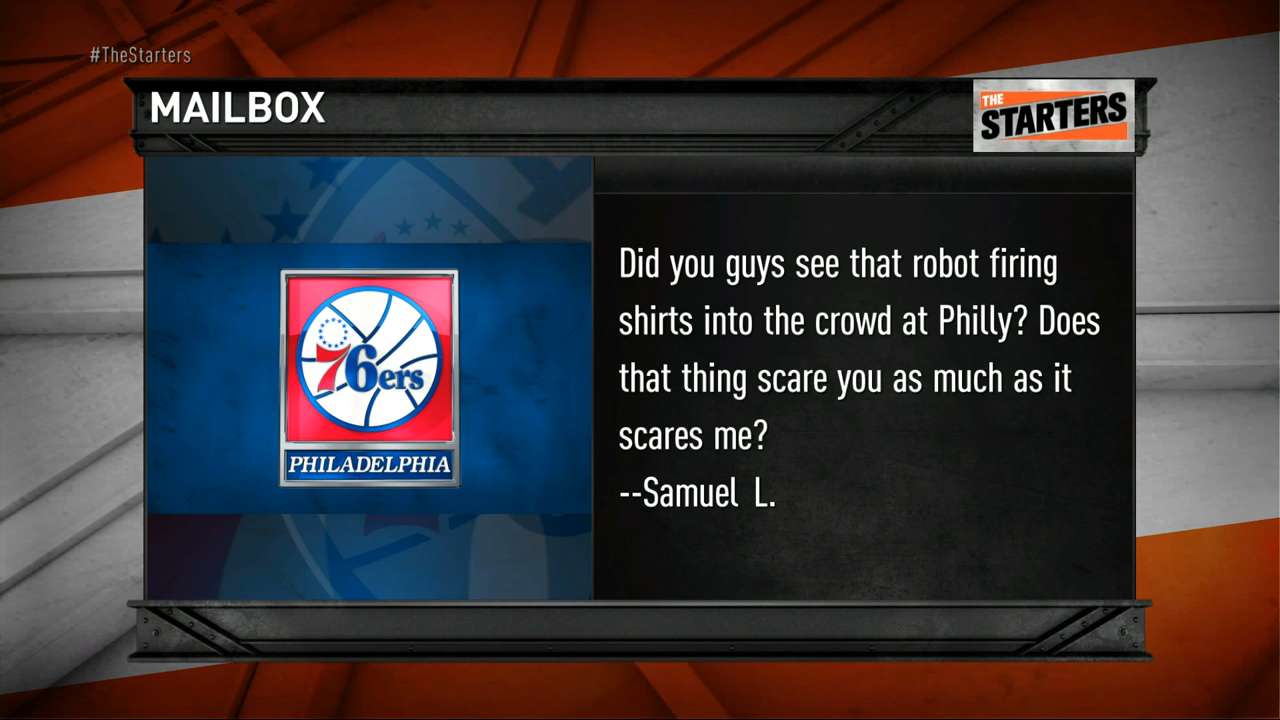 #TheStarters
MAILBOX
THE
STARTERS
76ers
PHILADELPHIA
Did you guys see that robot firing
shirts into the crowd at Philly? Does
that thing scare you as much as it
scares me?
--Samuel L.